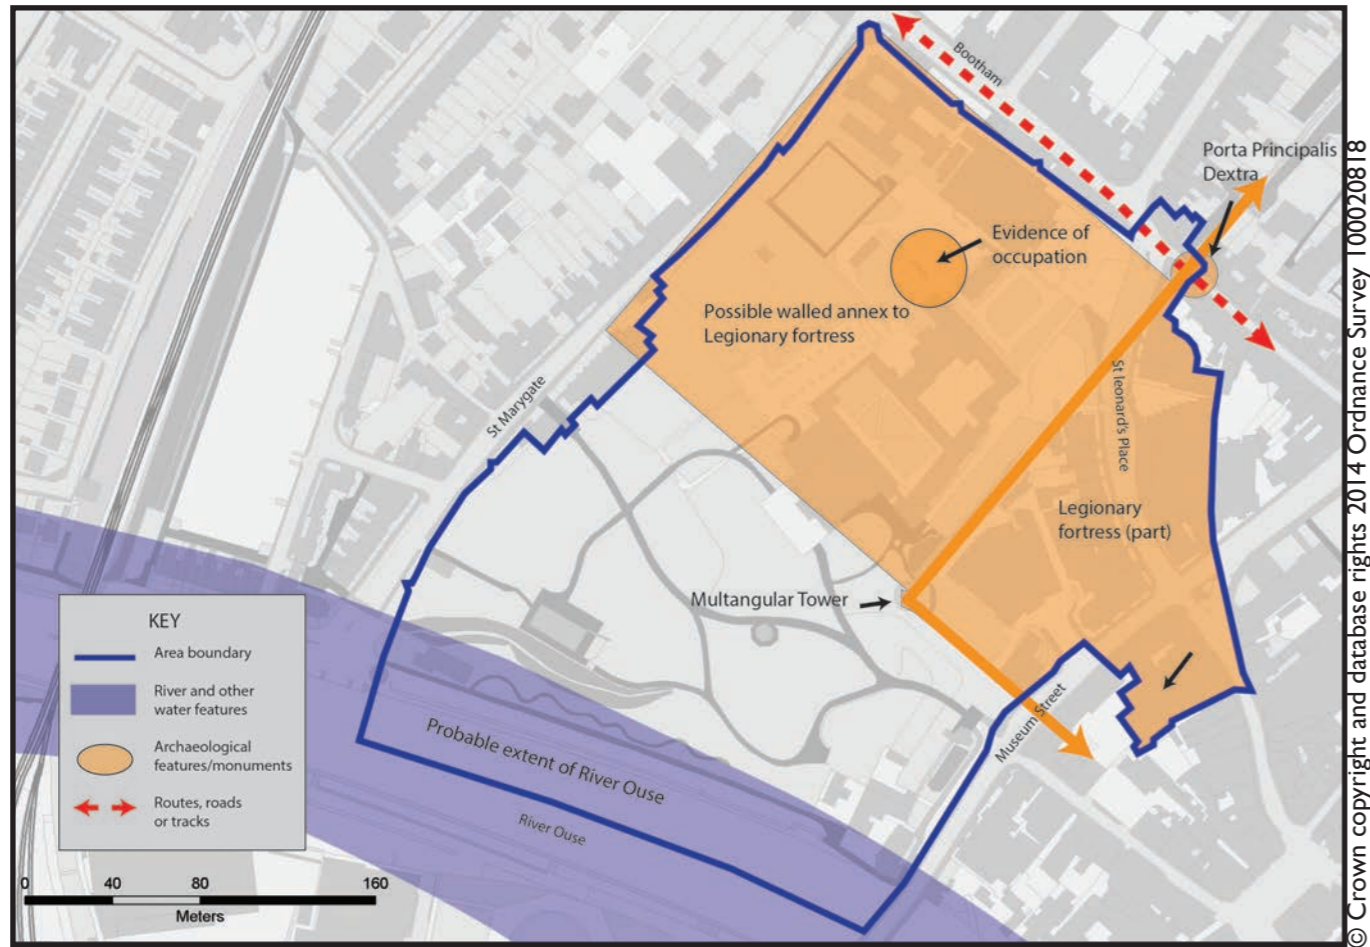 Bootham
Porta Principalis
Dextra
Evidence of
occupation
Possible walled annex to
Legionary fortress
St Marygate
St leonard's Place
Legionary
fortress (part)
Multangular Tower
Museum Street
Probable extent of River Ouse
River Ouse
KEY
Area boundary
River and other
water features
Archaeological
features/monuments
Routes, roads
or tracks
0 40 80 160
Meters
© Crown copyright and database rights 2014 Ordnance Survey 100020818